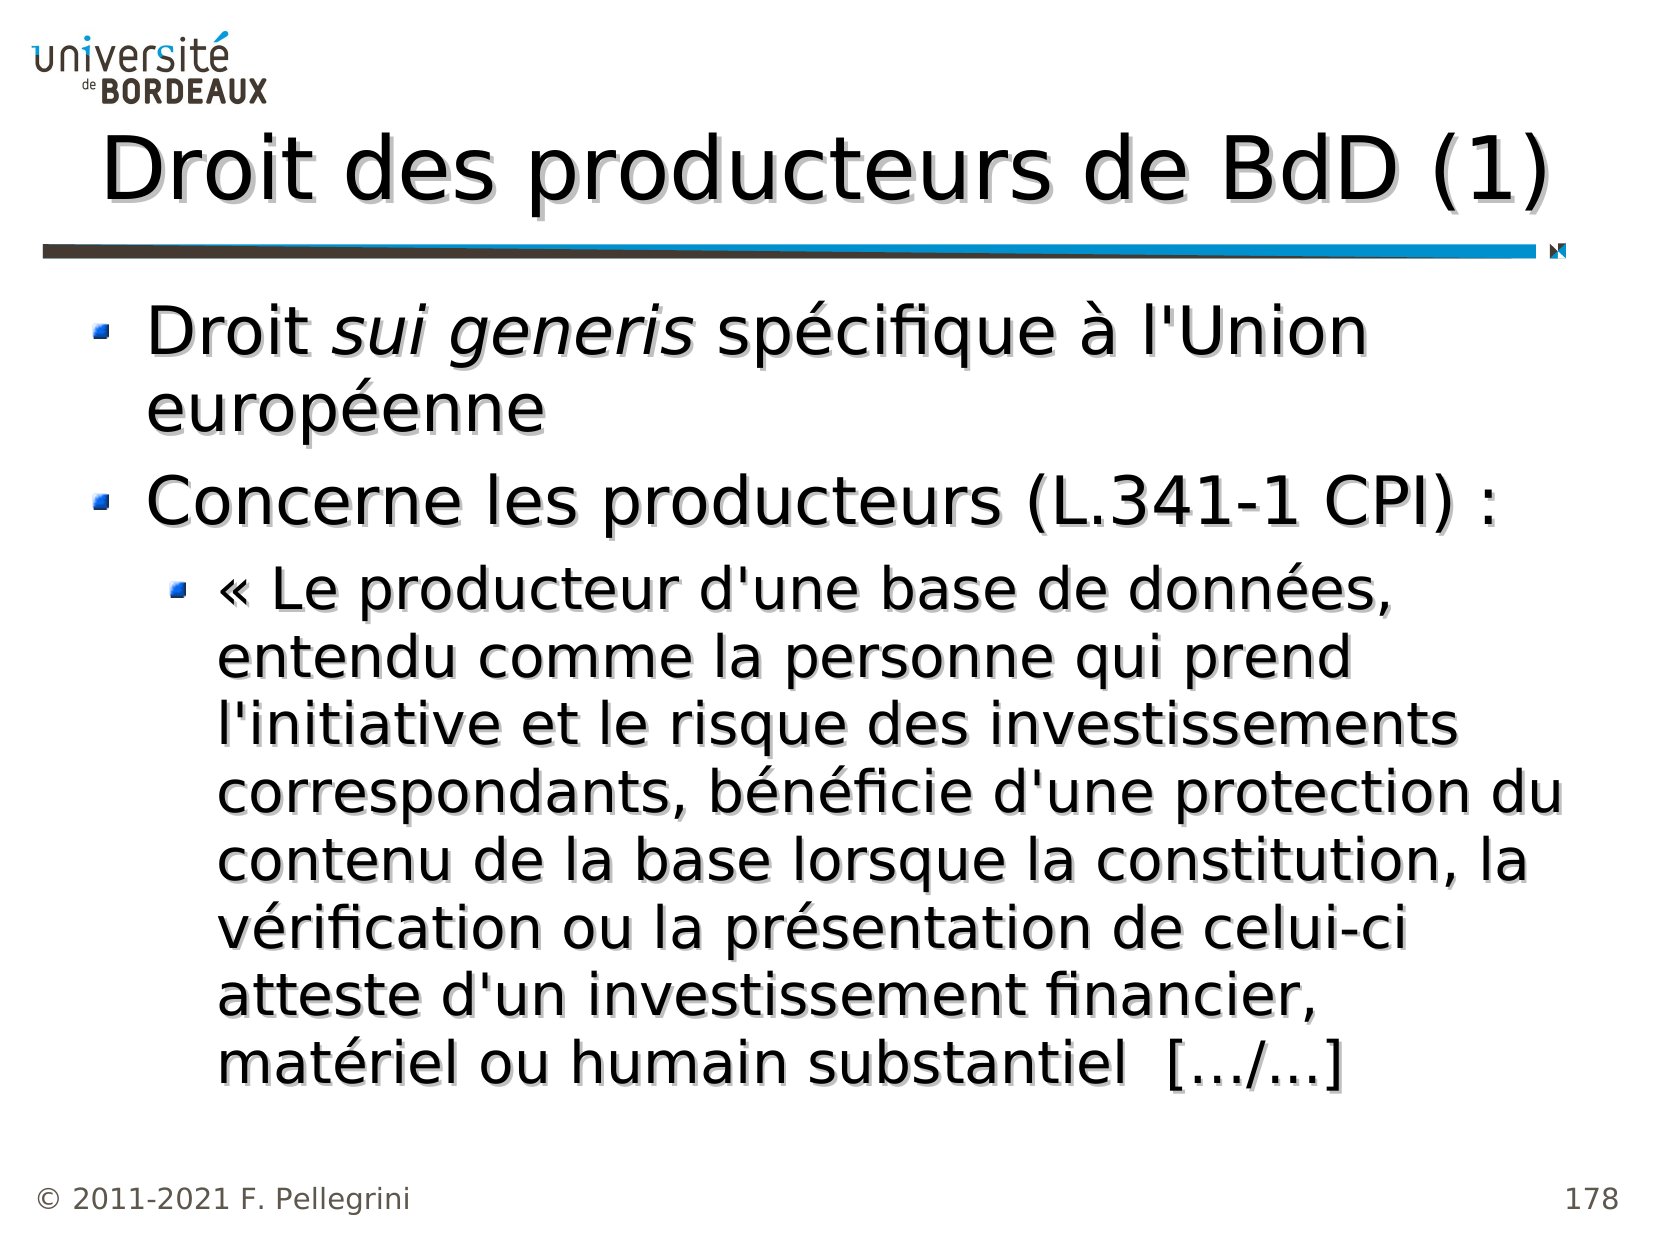 université
de BORDEAUX
Droit des producteurs de BdD (1)
Droit sui generis spécifique à l'Union
européenne
Concerne les producteurs (L.341-1 CPI) :
« Le producteur d'une base de données,
entendu comme la personne qui prend
l'initiative et le risque des investissements
correspondants, bénéficie d'une protection du
contenu de la base lorsque la constitution, la
vérification ou la présentation de celui-ci
atteste d'un investissement financier,
matériel ou humain substantiel  […/...]
© 2011-2021 F. Pellegrini
178